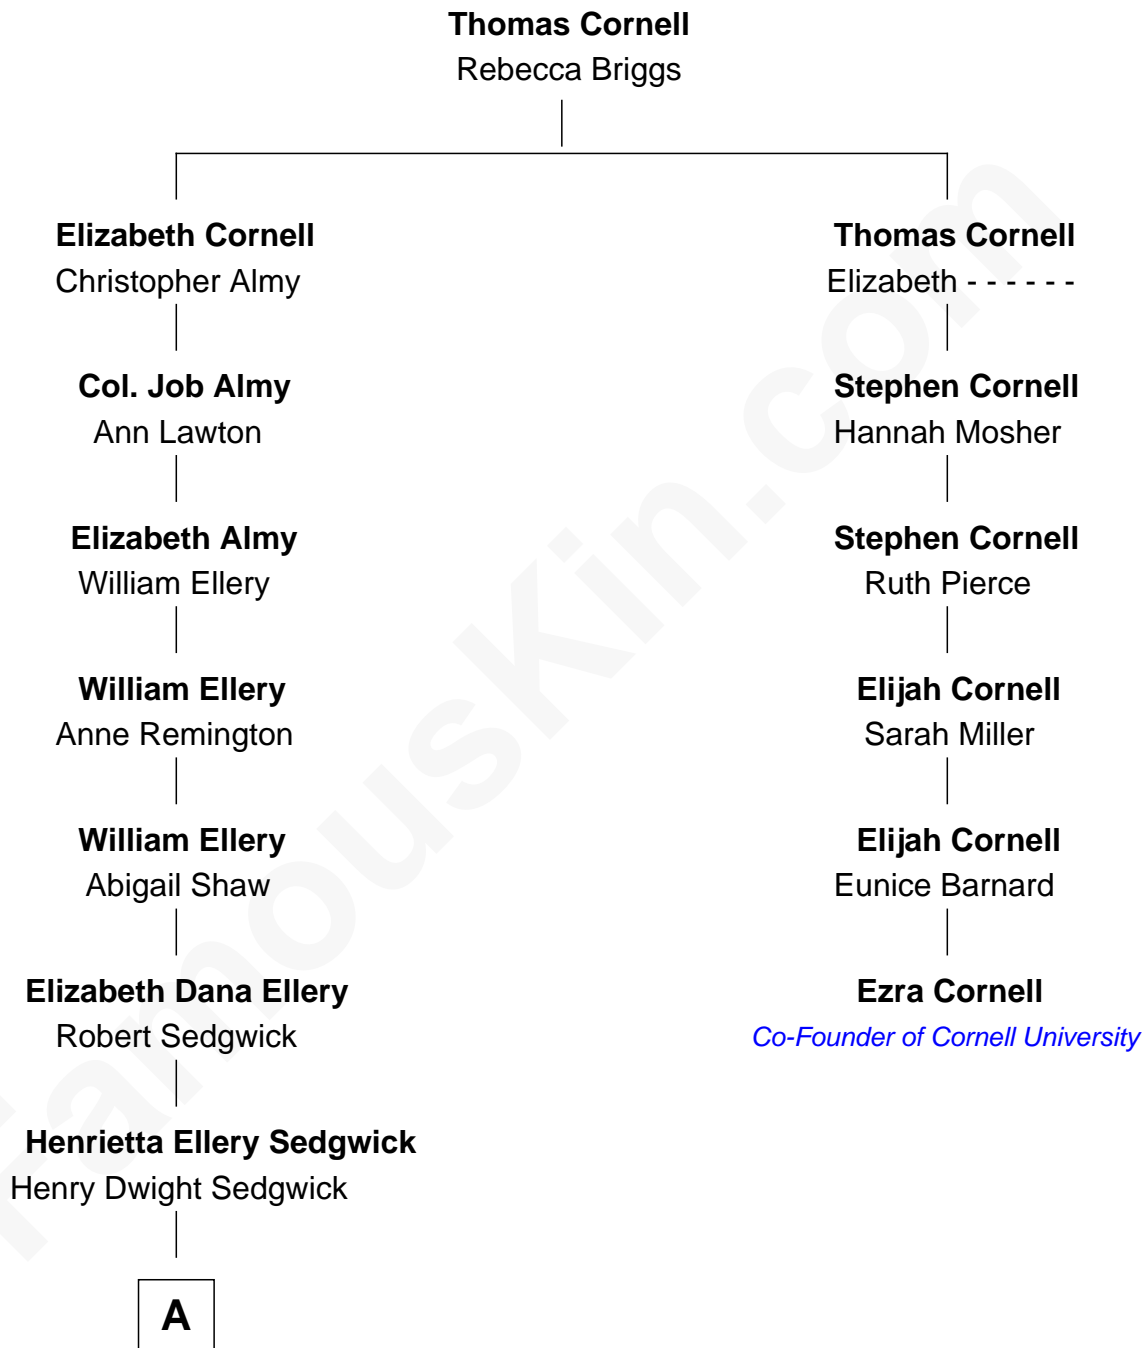 Thomas Cornell
Rebecca Briggs
Elizabeth Cornell
Christopher Almy
Thomas Cornell
Elizabeth - - - - - -
Col. Job Almy
Ann Lawton
Stephen Cornell
Hannah Mosher
Elizabeth Almy
William Ellery
Stephen Cornell
Ruth Pierce
William Ellery
Anne Remington
Elijah Cornell
Sarah Miller
William Ellery
Abigail Shaw
Elijah Cornell
Eunice Barnard
Elizabeth Dana Ellery
Robert Sedgwick
Ezra Cornell
Co-Founder of Cornell University
Henrietta Ellery Sedgwick
Henry Dwight Sedgwick
A
FamousKin.com